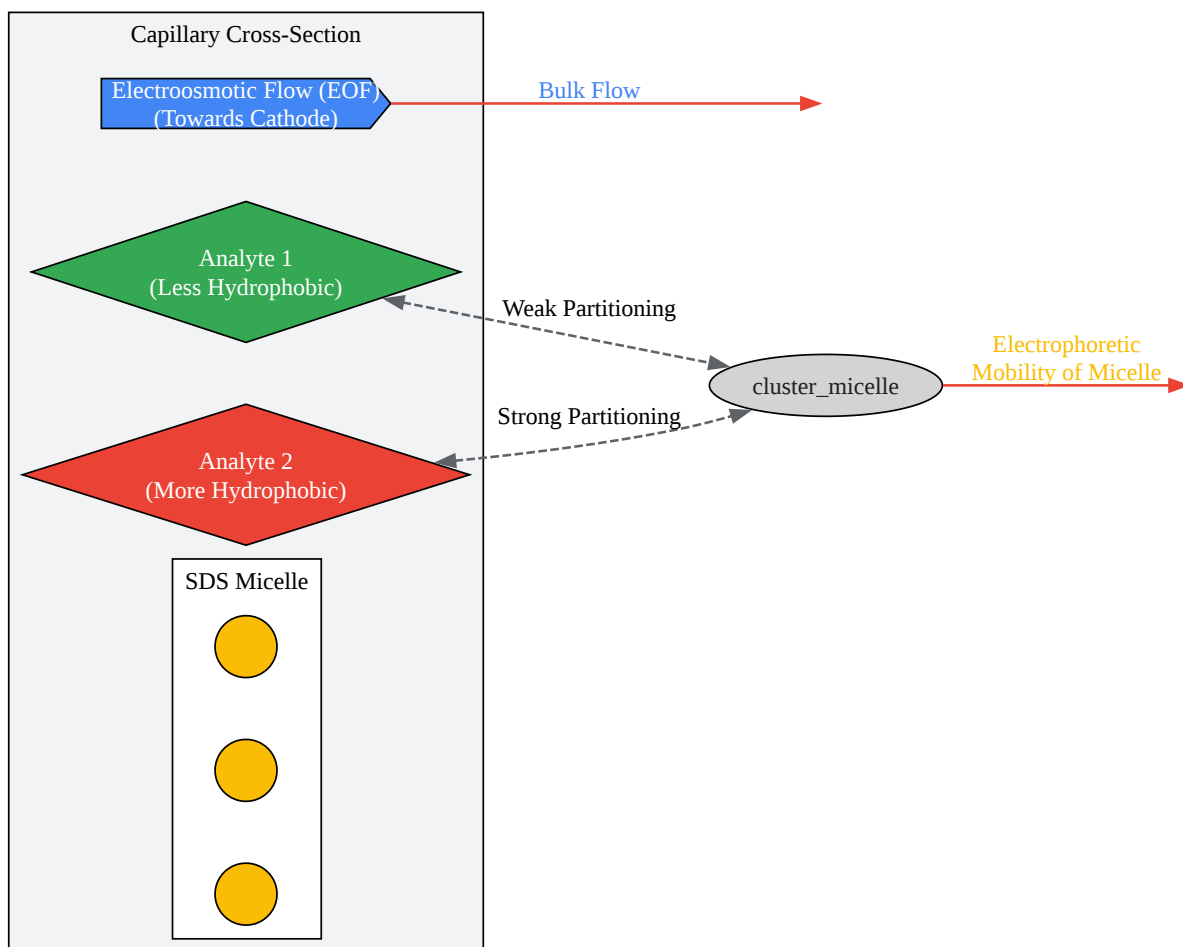 Capillary Cross-Section
Electroosmotic Flow (EOF)
(Towards Cathode)
Bulk Flow
Analyte 1
(Less Hydrophobic)
Weak Partitioning
Electrophoretic
Mobility of Micelle
cluster_micelle
Strong Partitioning
Analyte 2
(More Hydrophobic)
SDS Micelle